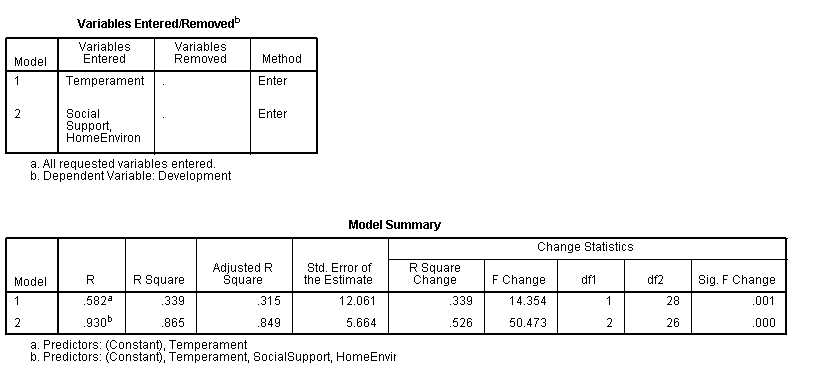 Variables Entered/Removedb
Model Variables Entered Variables Removed Method
1 Temperament . Enter
2 Social Support, HomeEnviron . Enter
a. All requested variables entered.
b. Dependent Variable: Development
Model Summary
Change Statistics
Model R R Square Adjusted R Square Std. Error of the Estimate R Square Change F Change df1 df2 Sig. F Change
1 .582a .339 .315 12.061 .339 14.354 1 28 .001
2 .930b .865 .849 5.664 .526 50.473 2 26 .000
a. Predictors: (Constant), Temperament
b. Predictors: (Constant), Temperament, SocialSupport, HomeEnvir